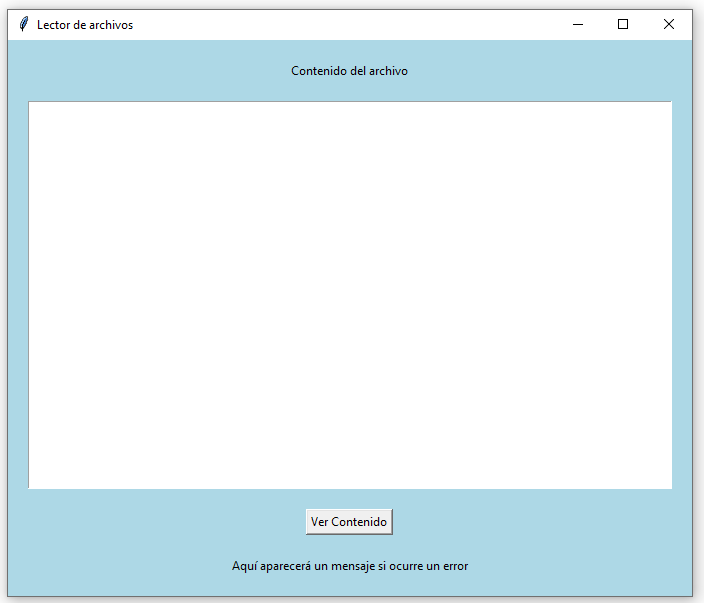 Lector de archivos
Contenido del archivo
Ver Contenido
Aquí aparecerá un mensaje si ocurre un error